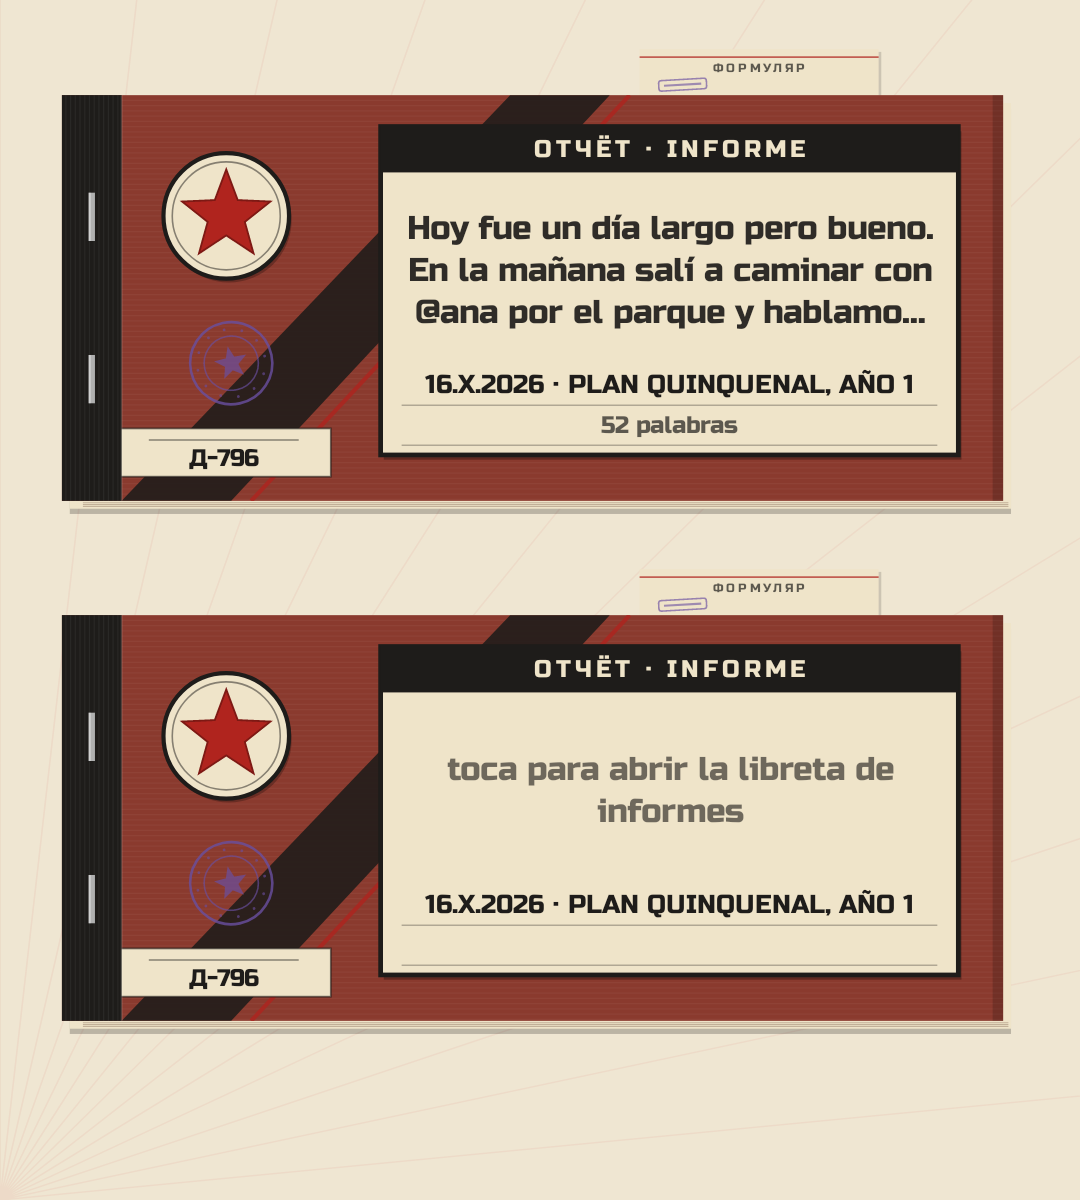 ФОРМУЛЯР
ОТЧЁТ · INFORME
Hoy fue un día largo pero bueno.
En la mañana salí a caminar con
@ana por el parque y hablamo...
16.X.2026 · PLAN QUINQUENAL, AÑO 1
52 palabras
Д-796
ФОРМУЛЯР
ОТЧЁТ · INFORME
toca para abrir la libreta de
informes
16.X.2026 · PLAN QUINQUENAL, AÑO 1
Д-796